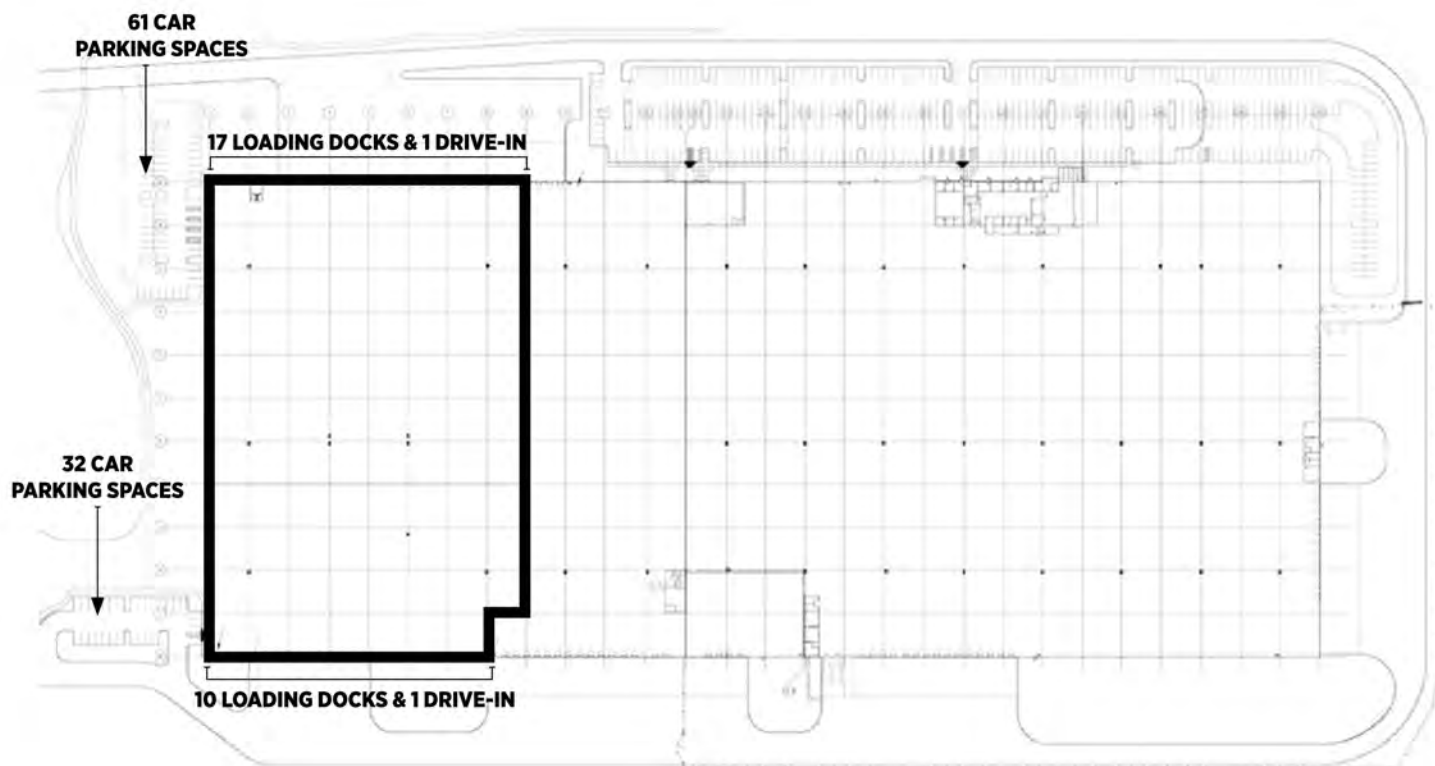 61 CAR
PARKING SPACES
17 LOADING DOCKS & 1 DRIVE-IN
32 CAR
PARKING SPACES
10 LOADING DOCKS & 1 DRIVE-IN